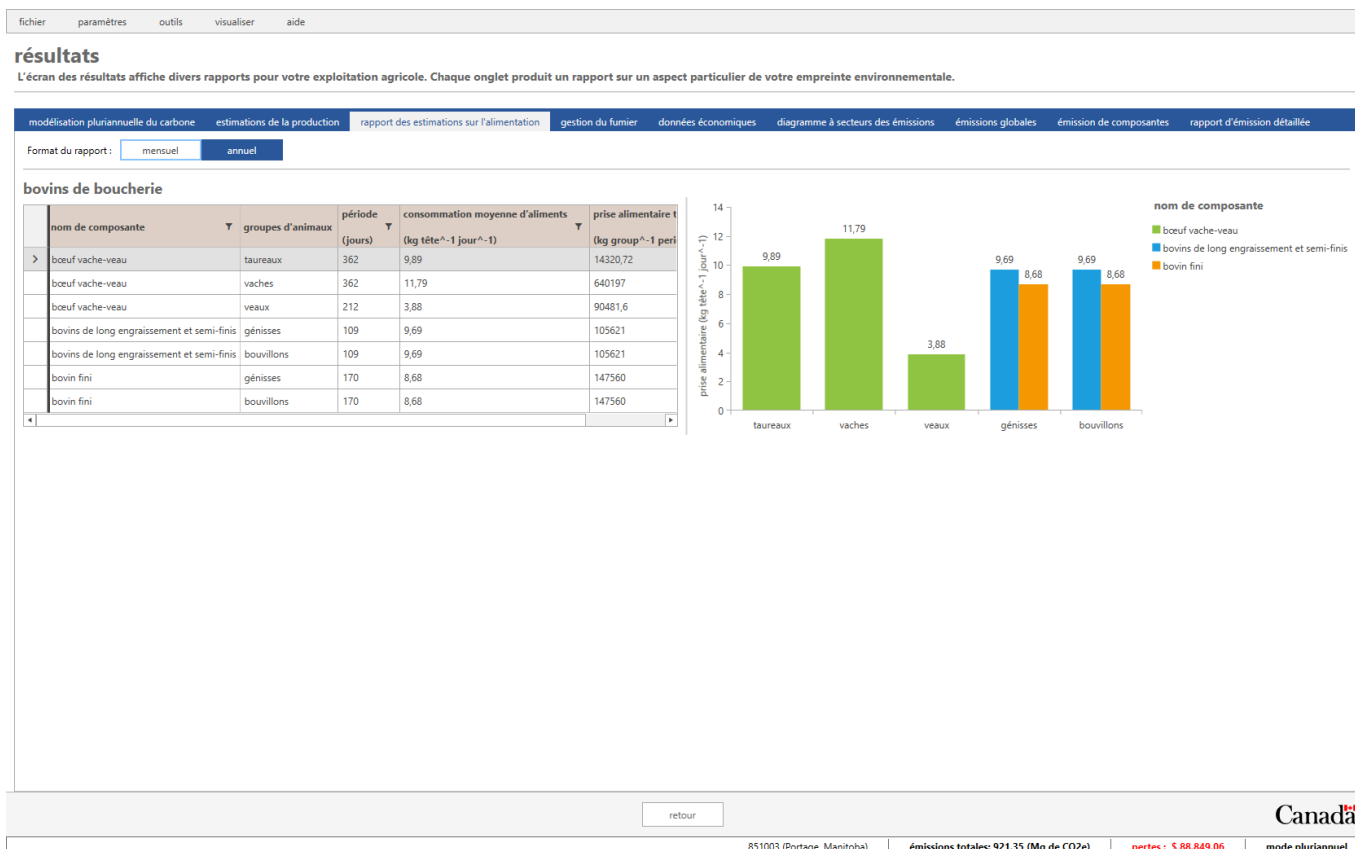 fichier paramètres outils visualiser aide
résultats
L'écran des résultats affiche divers rapports pour votre exploitation agricole. Chaque onglet produit un rapport sur un aspect particulier de votre empreinte environnementale.
modélisation pluriannuelle du carbone estimations de la production rapport des estimations sur l'alimentation gestion du fumier données économiques diagramme à secteurs des émissions émissions globales émission de composantes rapport d'émission détaillée
Format du rapport : mensuel annuel
bovins de boucherie
nom de composante groupes d'animaux période (jours) consommation moyenne d'aliments (kg tête^-1 jour^-1) prise alimentaire t (kg group^-1 peri
bœuf vache-veau taureaux 362 9,89 14320,72
bœuf vache-veau vaches 362 11,79 640197
bœuf vache-veau veaux 212 3,88 90481,6
bovins de long engraissement et semi-finis génisses 109 9,69 105621
bovins de long engraissement et semi-finis bouvillons 109 9,69 105621
bovin fini génisses 170 8,68 147560
bovin fini bouvillons 170 8,68 147560
prise alimentaire (kg tête^-1 jour^-1)
14
12
10
8
6
4
2
0
9,89 11,79 3,88 9,69 8,68 9,69 8,68
taureaux vaches veaux génisses bouvillons
nom de composante
bœuf vache-veau
bovins de long engraissement et semi-finis
bovin fini
retour
Canada
851003 (Portage, Manitoba) émissions totales: 921,35 (Mg de CO2e) pertes : $ 88,849.06 mode pluriannuel